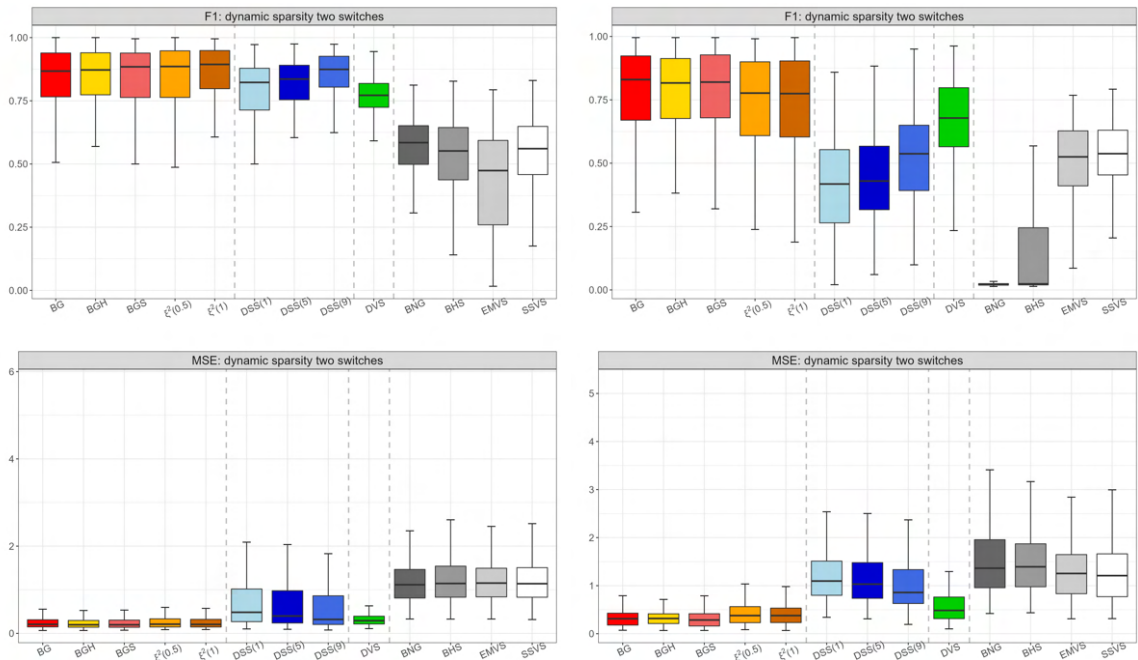 F1: dynamic sparsity two switches
1.00
0.75
0.50
0.25
0.00
BG
BGH
BGS
ξ²(0.5)
ξ²(1)
DSS(1)
DSS(5)
DSS(9)
DVS
BNG
BHS
EMVS
SSVS
F1: dynamic sparsity two switches
1.00
0.75
0.50
0.25
0.00
BG
BGH
BGS
ξ²(0.5)
ξ²(1)
DSS(1)
DSS(5)
DSS(9)
DVS
BNG
BHS
EMVS
SSVS
MSE: dynamic sparsity two switches
6
4
2
0
BG
BGH
BGS
ξ²(0.5)
ξ²(1)
DSS(1)
DSS(5)
DSS(9)
DVS
BNG
BHS
EMVS
SSVS
MSE: dynamic sparsity two switches
5
4
3
2
1
0
BG
BGH
BGS
ξ²(0.5)
ξ²(1)
DSS(1)
DSS(5)
DSS(9)
DVS
BNG
BHS
EMVS
SSVS